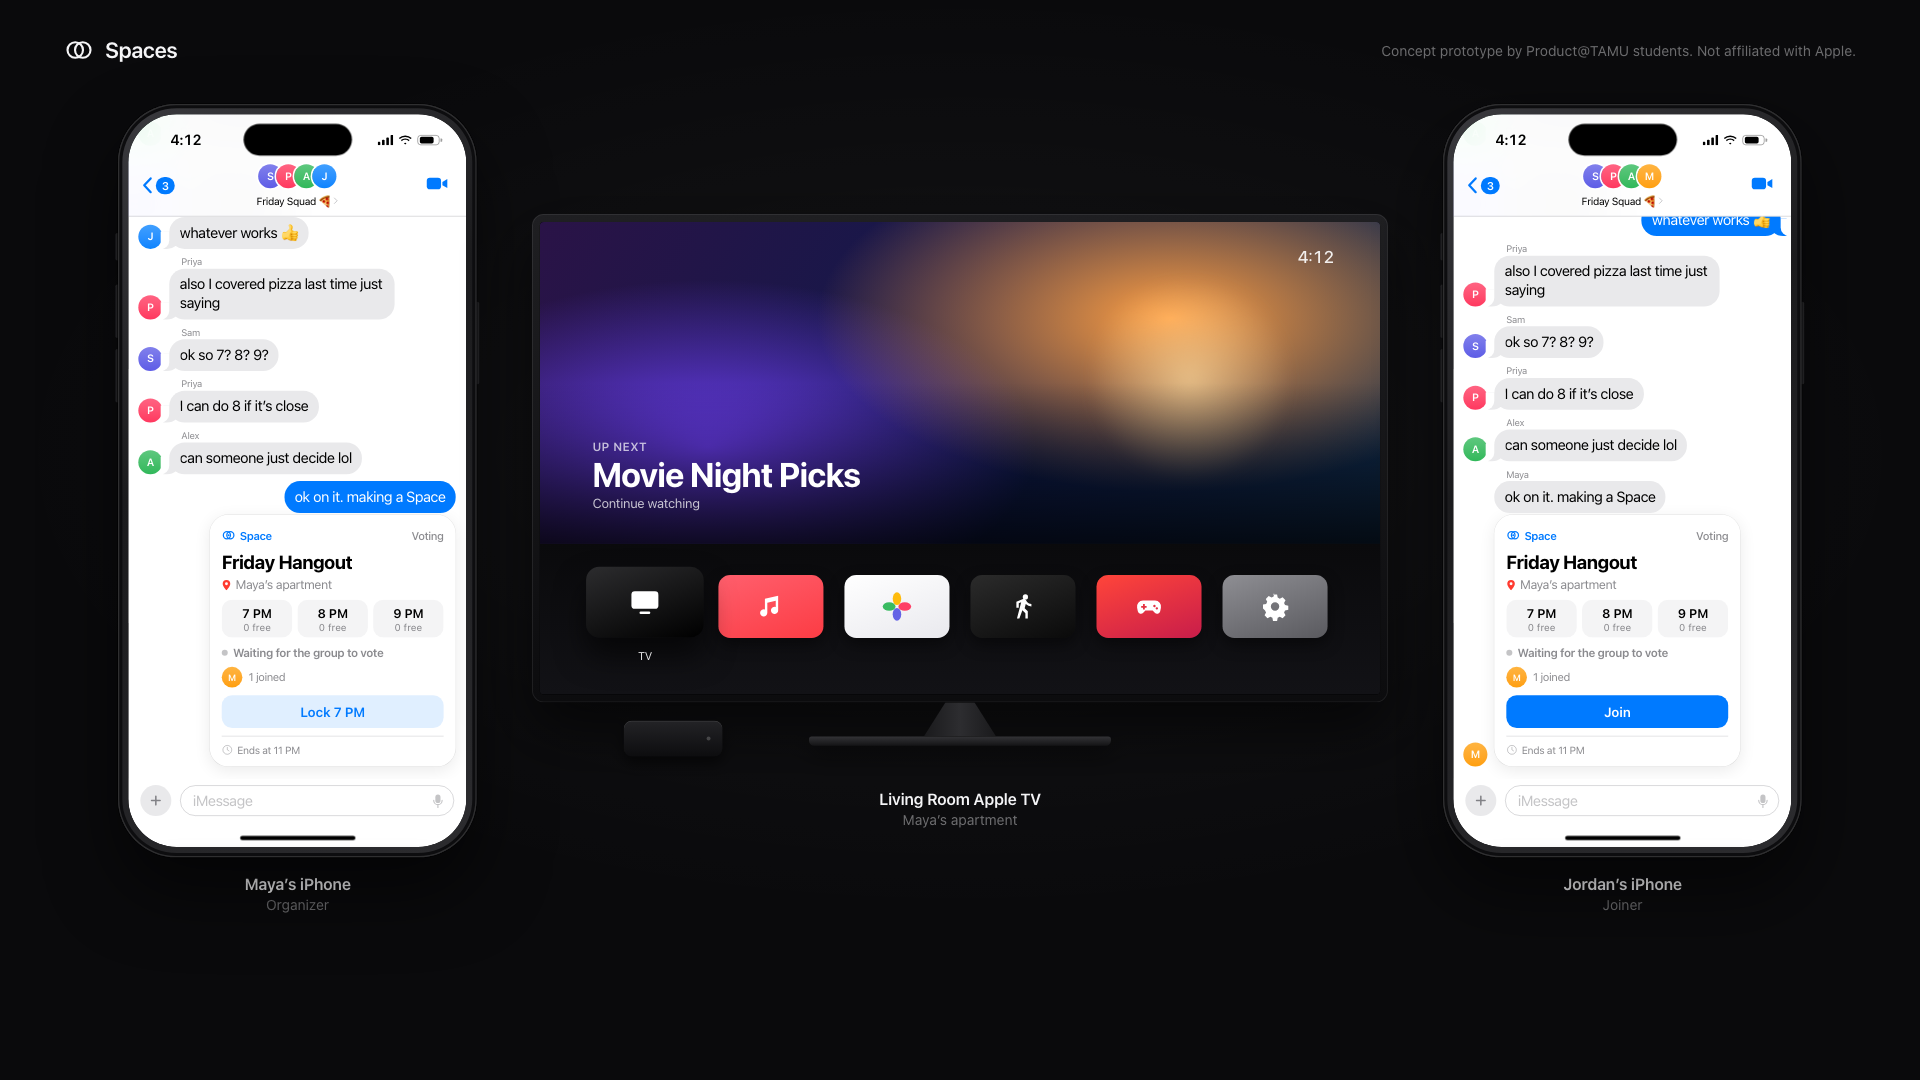 Spaces
Concept prototype by Product@TAMU students. Not affiliated with Apple.
4:12
3
S P A J
Friday Squad 🍕
J
whatever works 👍
Priya
also I covered pizza last time just
saying
P
Sam
ok so 7? 8? 9?
S
Priya
I can do 8 if it's close
P
Alex
can someone just decide lol
A
ok on it. making a Space
Space
Voting
Friday Hangout
Maya's apartment
7 PM
0 free
8 PM
0 free
9 PM
0 free
Waiting for the group to vote
M
1 joined
Lock 7 PM
Ends at 11 PM
iMessage
Maya's iPhone
Organizer
4:12
UP NEXT
Movie Night Picks
Continue watching
TV
Living Room Apple TV
Maya's apartment
4:12
3
S P A M
Friday Squad 🍕
whatever works 👍
Priya
also I covered pizza last time just
saying
P
Sam
ok so 7? 8? 9?
S
Priya
I can do 8 if it's close
P
Alex
can someone just decide lol
A
Maya
ok on it. making a Space
Space
Voting
Friday Hangout
Maya's apartment
7 PM
0 free
8 PM
0 free
9 PM
0 free
Waiting for the group to vote
M
1 joined
Join
Ends at 11 PM
M
iMessage
Jordan's iPhone
Joiner